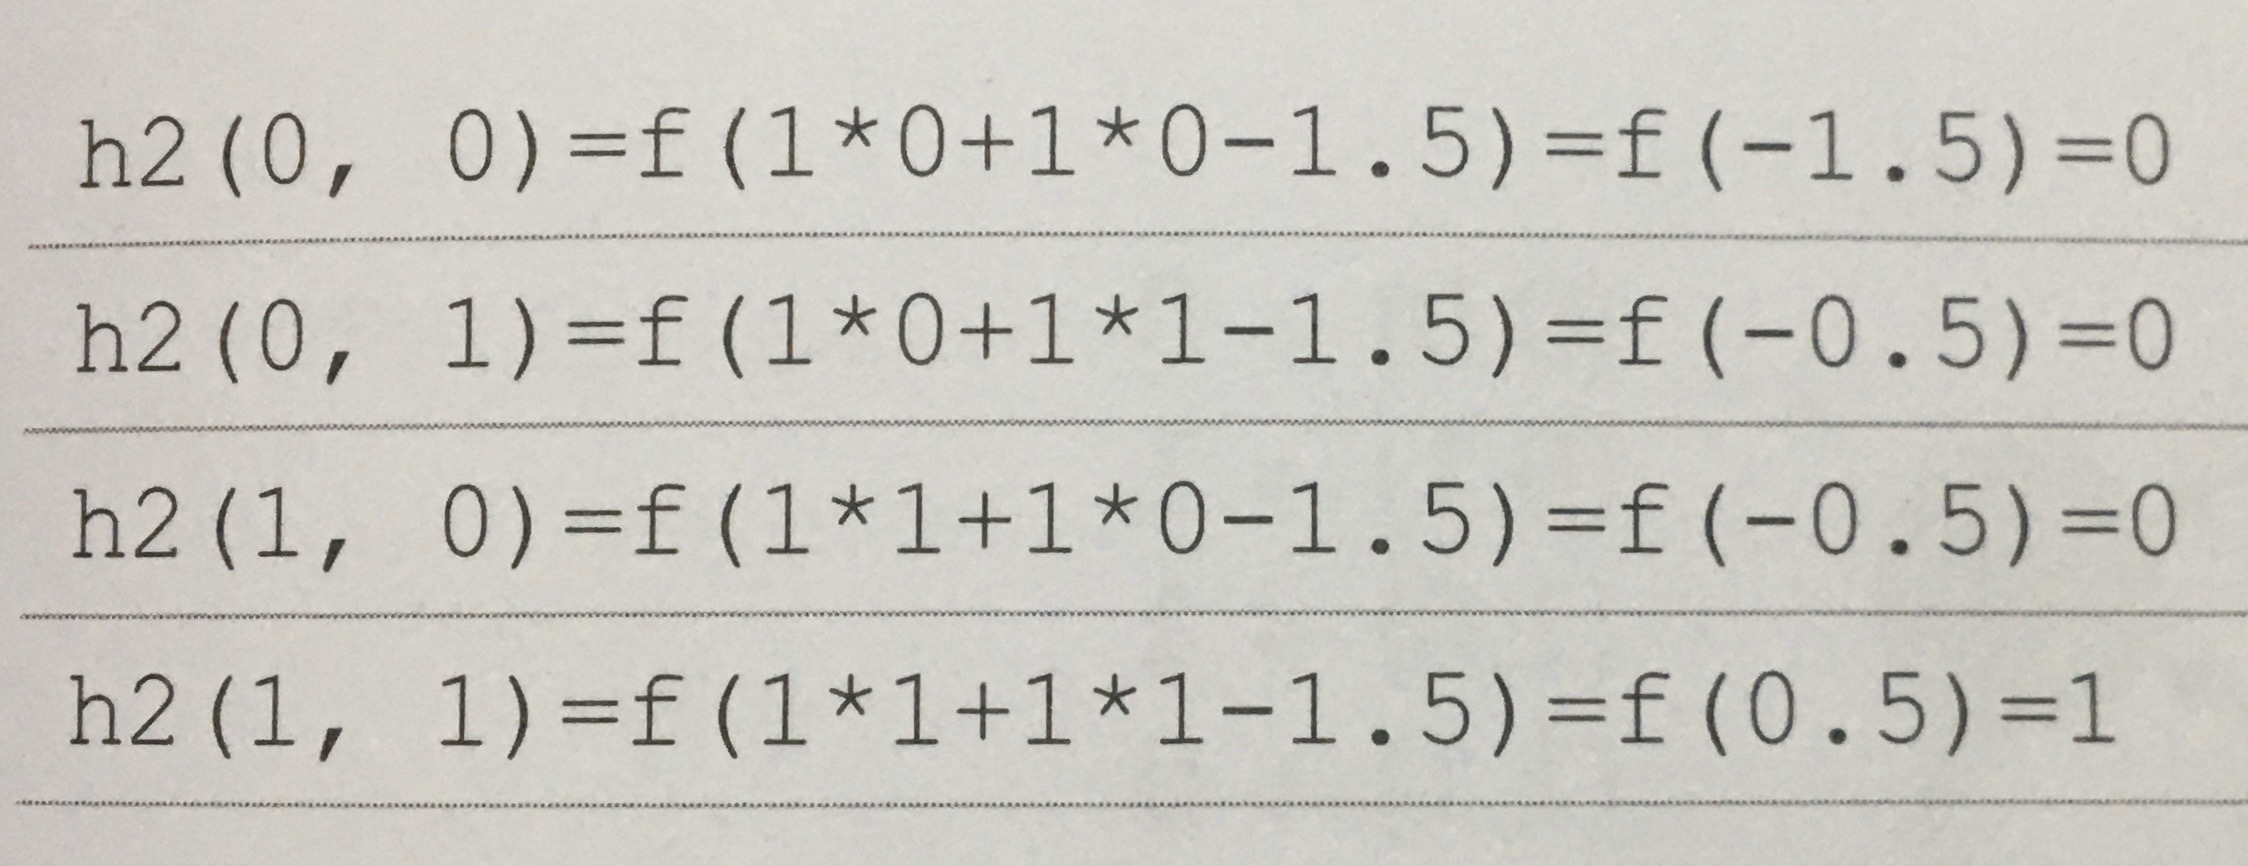 h2(0, 0)=f(1*0+1*0-1.5)=f(-1.5)=0
h2(0, 1)=f(1*0+1*1-1.5)=f(-0.5)=0
h2(1, 0)=f(1*1+1*0-1.5)=f(-0.5)=0
h2(1, 1)=f(1*1+1*1-1.5)=f(0.5)=1